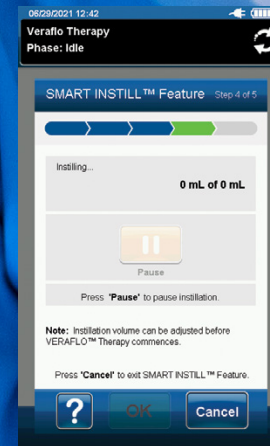 06/29/2021 12:42
Veraflo Therapy
Phase: Idle
SMART INSTILL™ Feature Step 4 of 5
Instilling...
0 mL of 0 mL
Pause
Press "Pause" to pause instillation.
Note: Instillation volume can be adjusted before
VERAFLO™ Therapy commences.
Press "Cancel" to exit SMART INSTILL™ Feature.
?
OK
Cancel